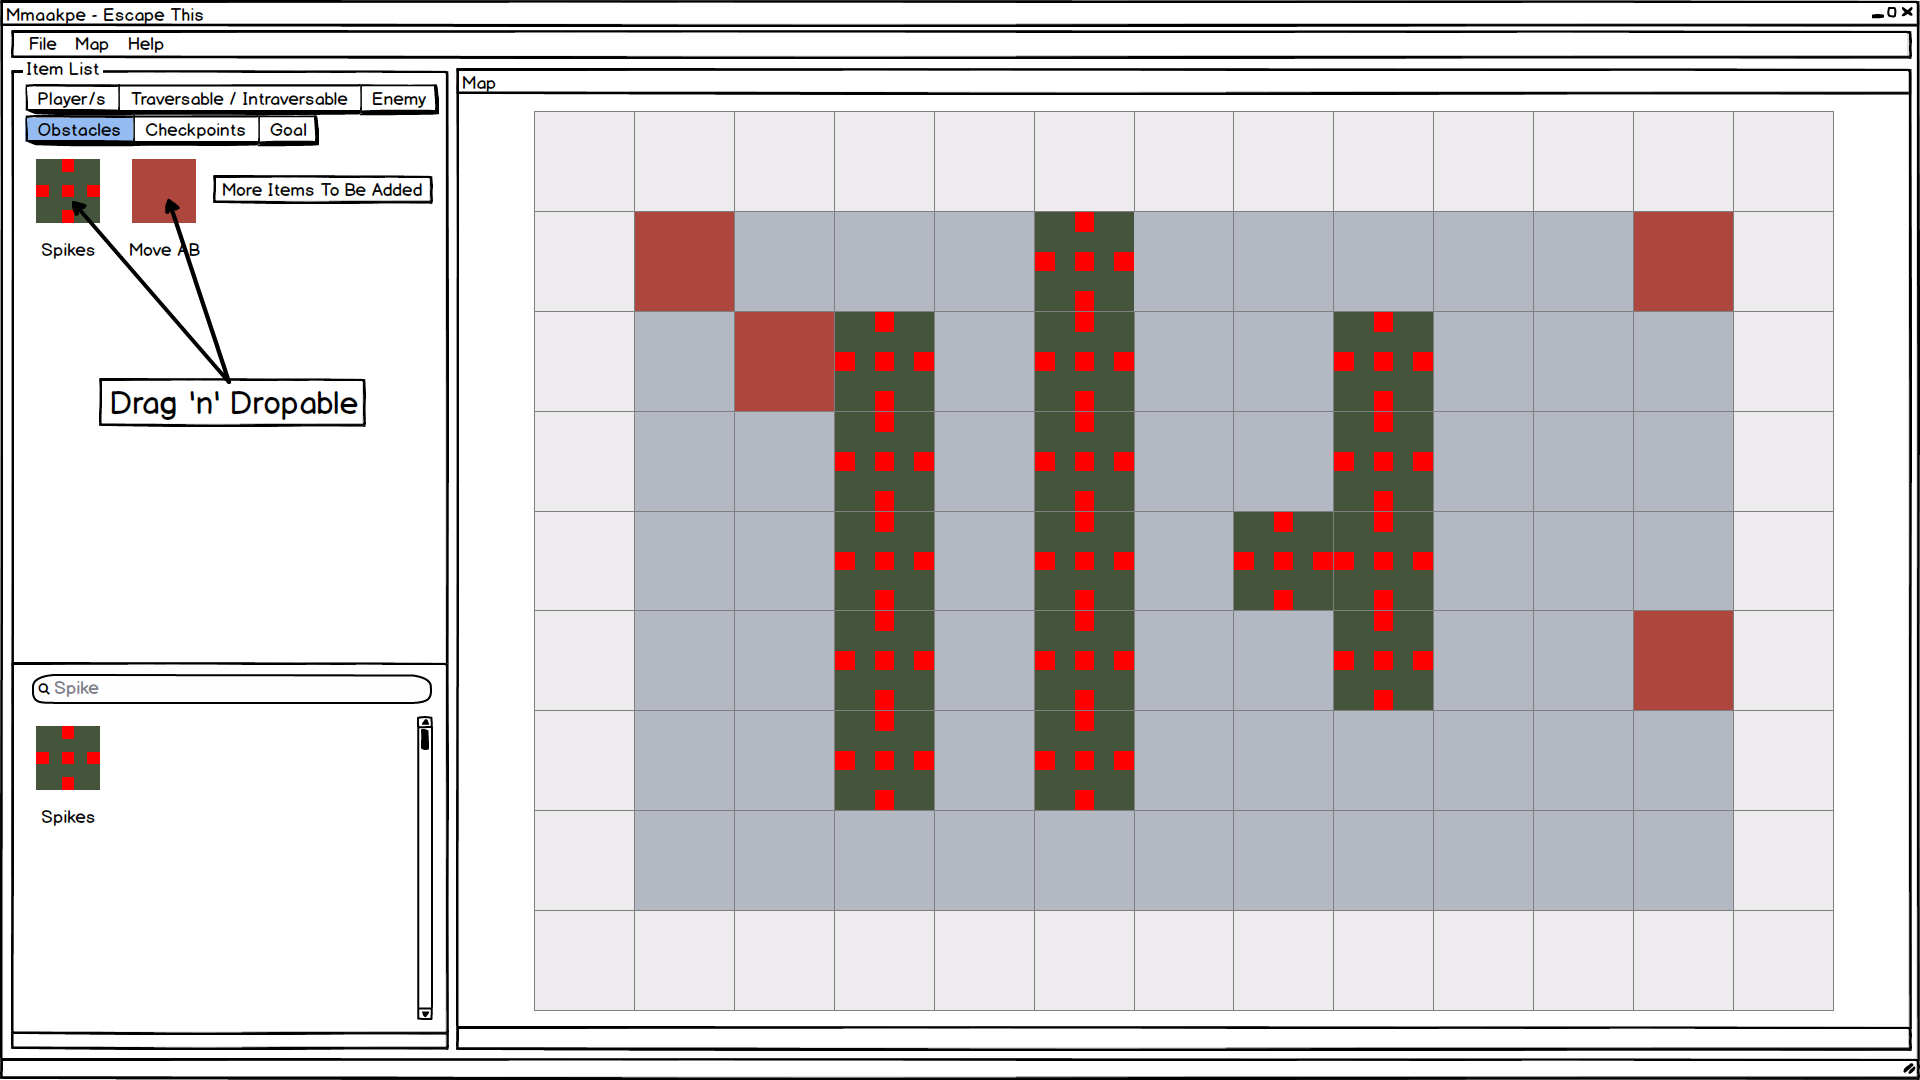 Mmaakpe - Escape This
File Map Help
Item List
Player/s Traversable / Intraversable Enemy
Obstacles Checkpoints Goal
More Items To Be Added
Spikes Move AB
Drag 'n' Dropable
Spike
Spikes
Map